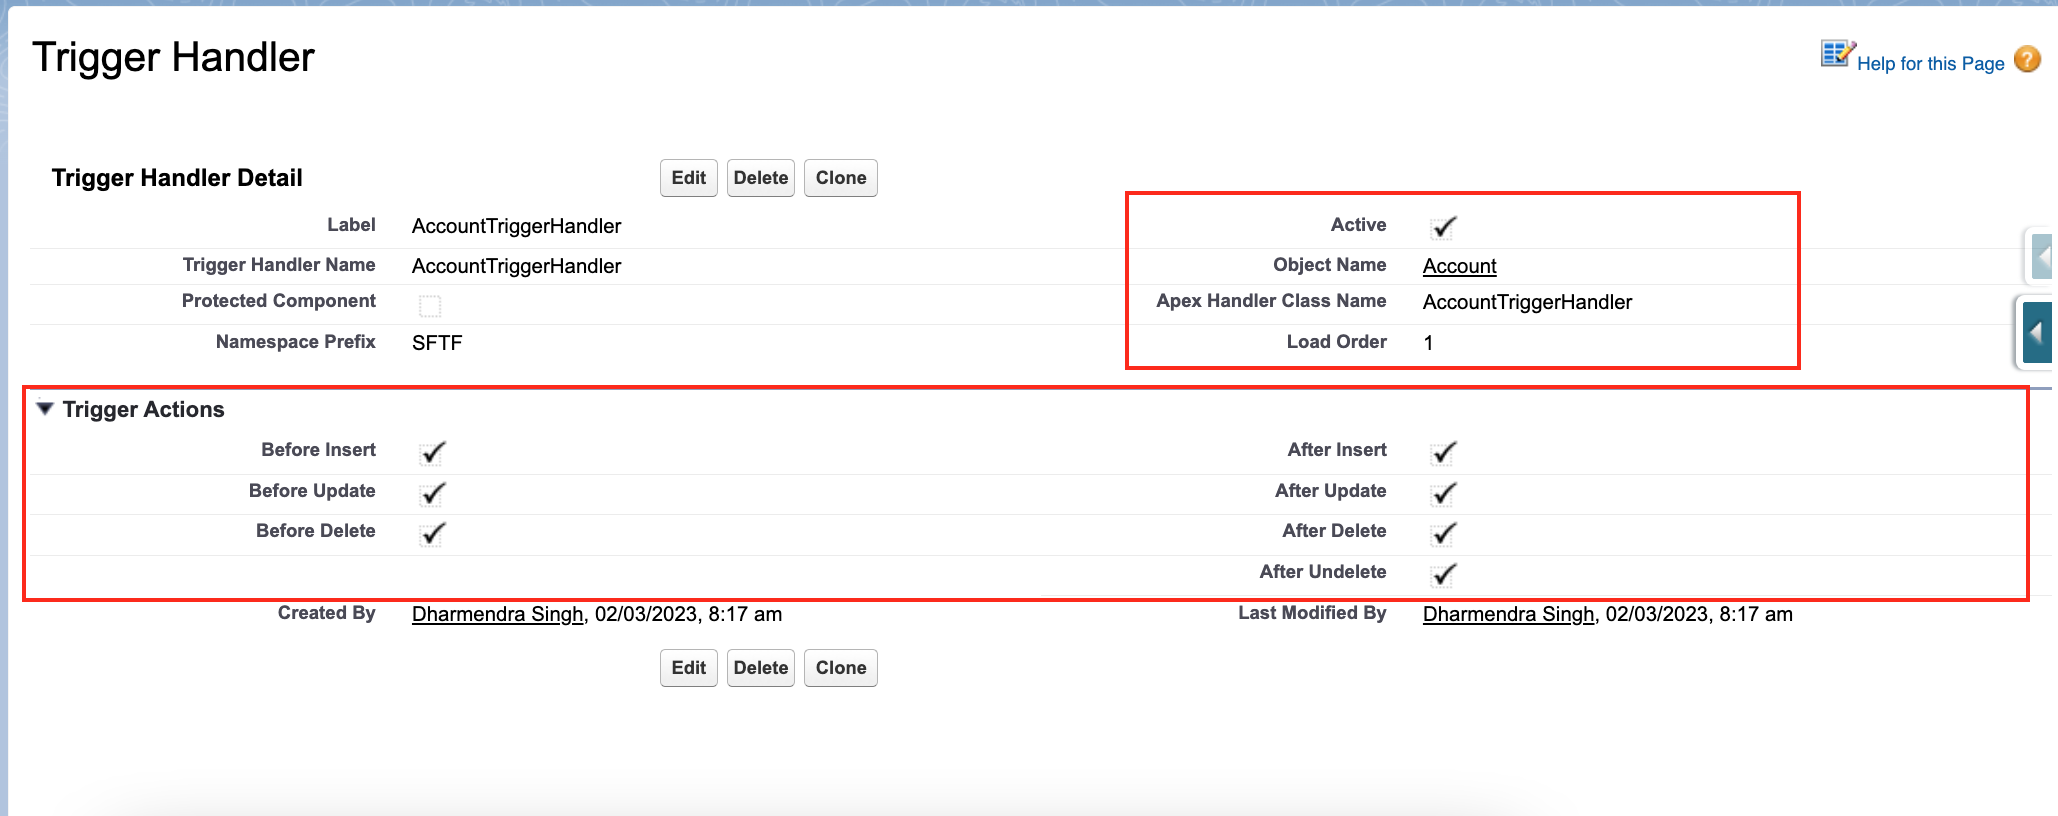 Trigger Handler
Help for this Page ?
Trigger Handler Detail
Edit Delete Clone
Label AccountTriggerHandler Active
Trigger Handler Name AccountTriggerHandler Object Name Account
Protected Component Apex Handler Class Name AccountTriggerHandler
Namespace Prefix SFTF Load Order 1
Trigger Actions
Before Insert After Insert
Before Update After Update
Before Delete After Delete
After Undelete
Created By Dharmendra Singh, 02/03/2023, 8:17 am Last Modified By Dharmendra Singh, 02/03/2023, 8:17 am
Edit Delete Clone